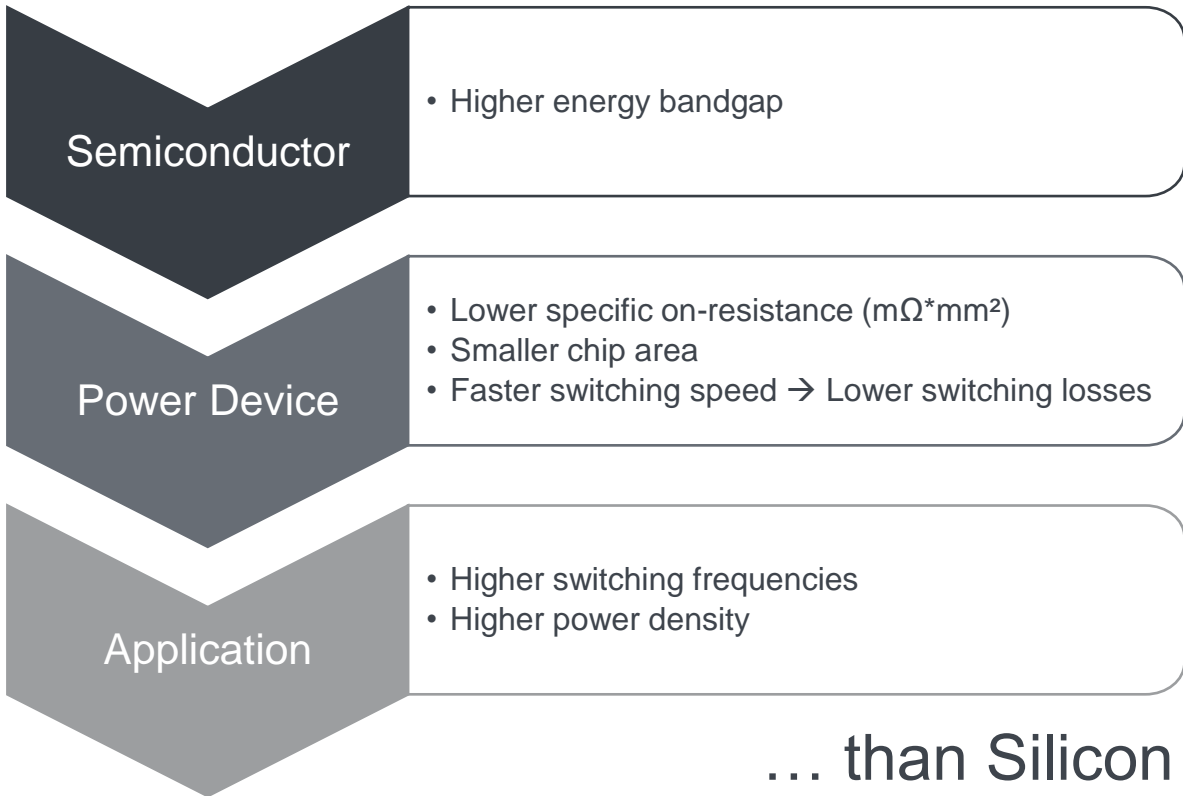 Semiconductor
• Higher energy bandgap
Power Device
• Lower specific on-resistance (mΩ*mm²)
• Smaller chip area
• Faster switching speed → Lower switching losses
Application
• Higher switching frequencies
• Higher power density
… than Silicon